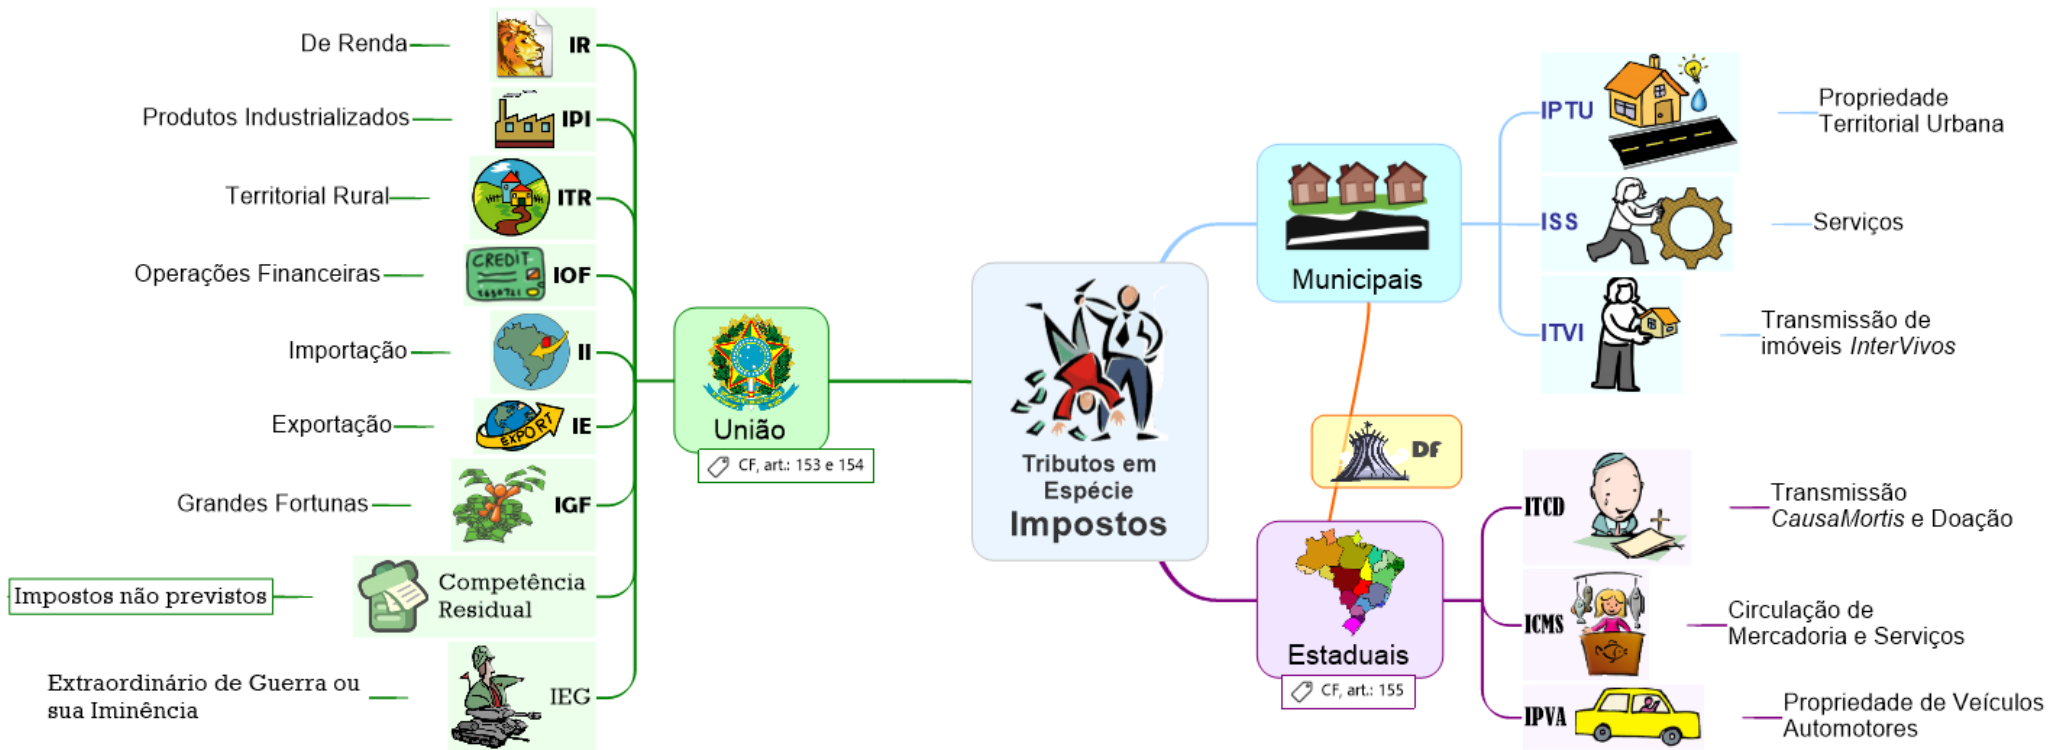 De Renda
IR
Produtos Industrializados
IPI
Territorial Rural
ITR
Operações Financeiras
CREDIT
IOF
Importação
II
Exportação
EXPORT
IE
Grandes Fortunas
IGF
Impostos não previstos
Competência
Residual
Extraordinário de Guerra ou
sua Iminência
IEG
União
CF, art.: 153 e 154
Tributos em
Espécie
Impostos
Municipais
IPTU
Propriedade
Territorial Urbana
ISS
Serviços
ITVI
Transmissão de
imóveis InterVivos
Df
Estaduais
CF, art.: 155
ITCD
Transmissão
CausaMortis e Doação
ICMS
Circulação de
Mercadoria e Serviços
IPVA
Propriedade de Veículos
Automotores